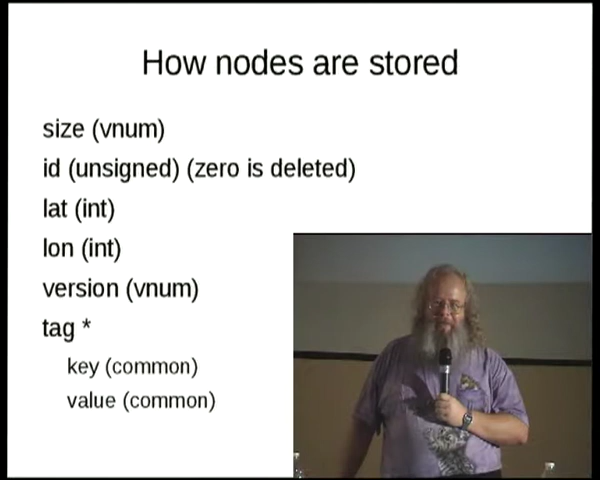 How nodes are stored
size (vnum)
id (unsigned) (zero is deleted)
lat (int)
lon (int)
version (vnum)
tag *
key (common)
value (common)